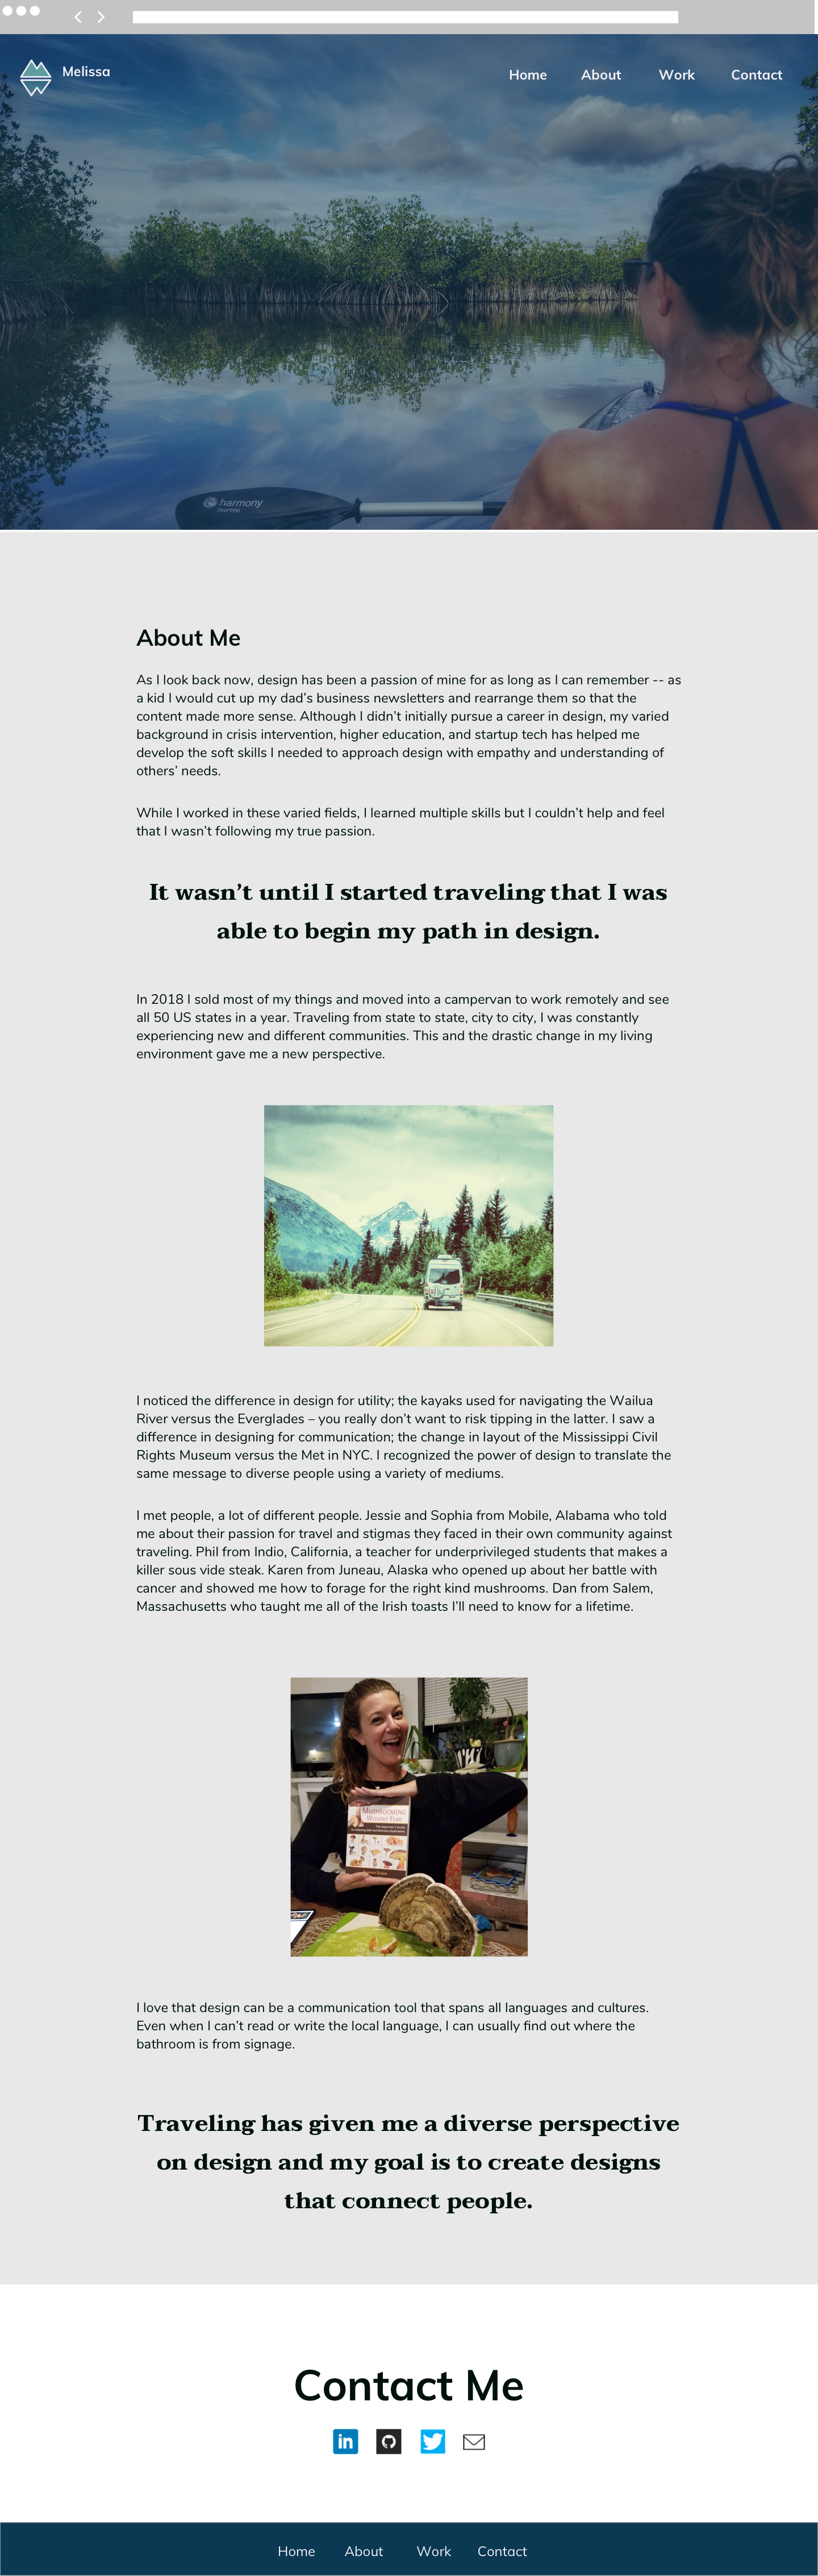 Melissa
Home About Work Contact
harmony
About Me
As I look back now, design has been a passion of mine for as long as I can remember -- as
a kid I would cut up my dad's business newsletters and rearrange them so that the
content made more sense. Although I didn't initially pursue a career in design, my varied
background in crisis intervention, higher education, and startup tech has helped me
develop the soft skills I needed to approach design with empathy and understanding of
others' needs.
While I worked in these varied fields, I learned multiple skills but I couldn't help and feel
that I wasn't following my true passion.
It wasn't until I started traveling that I was
able to begin my path in design.
In 2018 I sold most of my things and moved into a campervan to work remotely and see
all 50 US states in a year. Traveling from state to state, city to city, I was constantly
experiencing new and different communities. This and the drastic change in my living
environment gave me a new perspective.
I noticed the difference in design for utility; the kayaks used for navigating the Wailua
River versus the Everglades – you really don't want to risk tipping in the latter. I saw a
difference in designing for communication; the change in layout of the Mississippi Civil
Rights Museum versus the Met in NYC. I recognized the power of design to translate the
same message to diverse people using a variety of mediums.
I met people, a lot of different people. Jessie and Sophia from Mobile, Alabama who told
me about their passion for travel and stigmas they faced in their own community against
traveling. Phil from Indio, California, a teacher for underprivileged students that makes a
killer sous vide steak. Karen from Juneau, Alaska who opened up about her battle with
cancer and showed me how to forage for the right kind mushrooms. Dan from Salem,
Massachusetts who taught me all of the Irish toasts I'll need to know for a lifetime.
MUSHROOMING
WITHOUT FEAR
The Beginner's Guide
I love that design can be a communication tool that spans all languages and cultures.
Even when I can't read or write the local language, I can usually find out where the
bathroom is from signage.
Traveling has given me a diverse perspective
on design and my goal is to create designs
that connect people.
Contact Me
in
Home About Work Contact